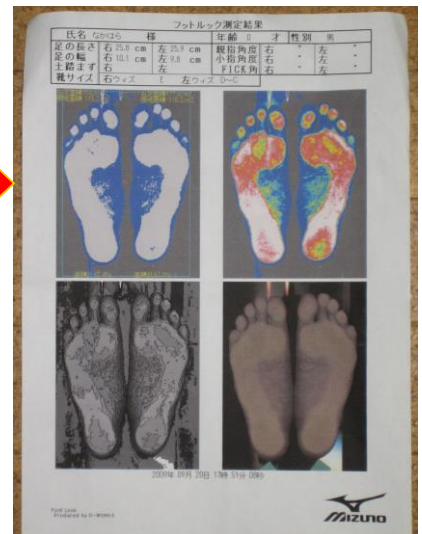 フットルック測定結果
氏名 なかはら 様 年齢 0 才 性別 男
足の長さ 右 25.8 cm 左 25.9 cm 親指角度 右 ° 左 °
足の幅 右 10.1 cm 左 9.8 cm 小指角度 右 ° 左 °
土踏まず 右 左 FICK角 右 ° 左 °
靴サイズ 右ウィズ E 左ウィズ D~C
2009年 09月 20日 17時 51分 08秒
Foot Look
Produced by D-WORKS
MIZUNO